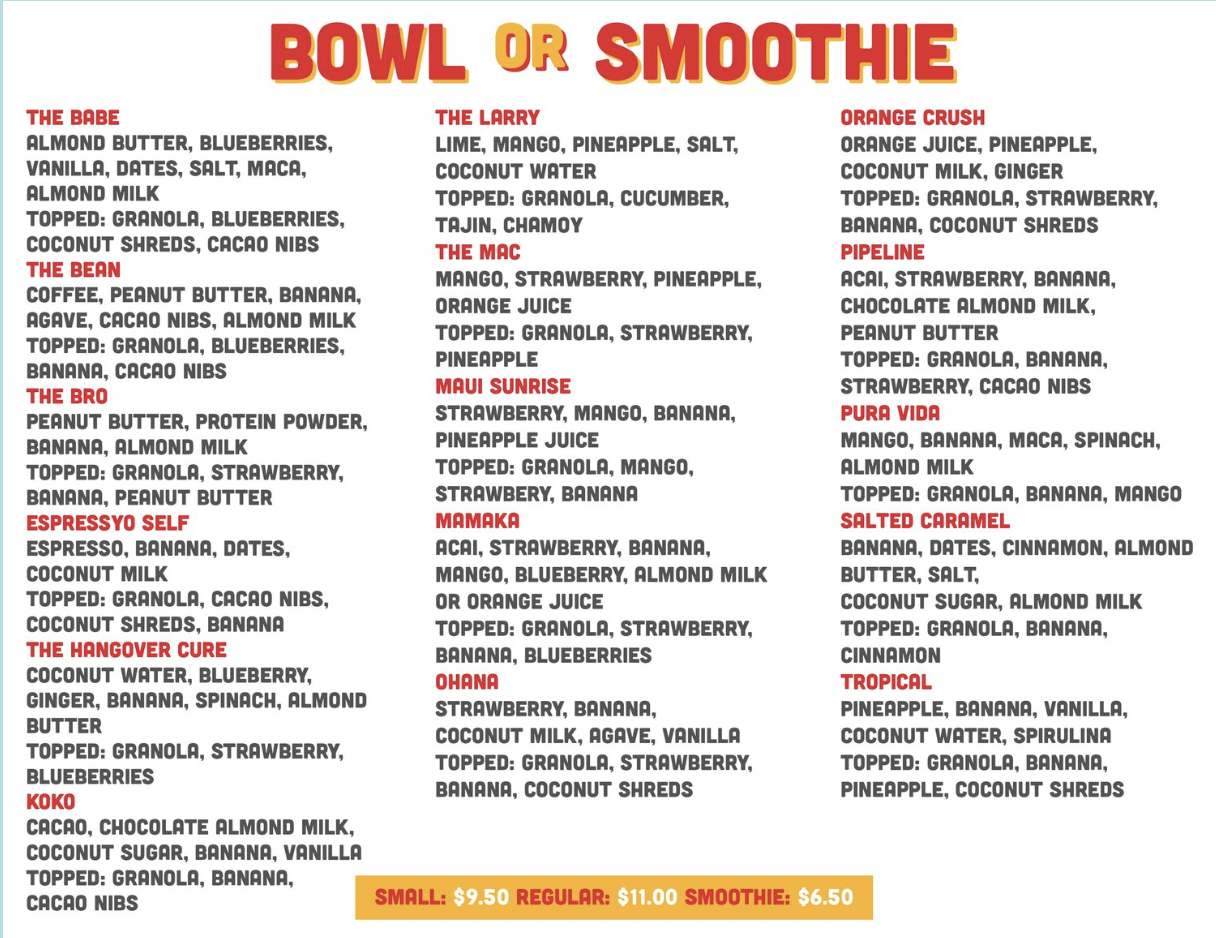 BOWL OR SMOOTHIE
THE BABE
ALMOND BUTTER, BLUEBERRIES,
VANILLA, DATES, SALT, MACA,
ALMOND MILK
TOPPED: GRANOLA, BLUEBERRIES,
COCONUT SHREDS, CACAO NIBS
THE BEAN
COFFEE, PEANUT BUTTER, BANANA,
AGAVE, CACAO NIBS, ALMOND MILK
TOPPED: GRANOLA, BLUEBERRIES,
BANANA, CACAO NIBS
THE BRO
PEANUT BUTTER, PROTEIN POWDER,
BANANA, ALMOND MILK
TOPPED: GRANOLA, STRAWBERRY,
BANANA, PEANUT BUTTER
ESPRESSYO SELF
ESPRESSO, BANANA, DATES,
COCONUT MILK
TOPPED: GRANOLA, CACAO NIBS,
COCONUT SHREDS, BANANA
THE HANGOVER CURE
COCONUT WATER, BLUEBERRY,
GINGER, BANANA, SPINACH, ALMOND
BUTTER
TOPPED: GRANOLA, STRAWBERRY,
BLUEBERRIES
KOKO
CACAO, CHOCOLATE ALMOND MILK,
COCONUT SUGAR, BANANA, VANILLA
TOPPED: GRANOLA, BANANA,
CACAO NIBS
THE LARRY
LIME, MANGO, PINEAPPLE, SALT,
COCONUT WATER
TOPPED: GRANOLA, CUCUMBER,
TAJIN, CHAMOY
THE MAC
MANGO, STRAWBERRY, PINEAPPLE,
ORANGE JUICE
TOPPED: GRANOLA, STRAWBERRY,
PINEAPPLE
MAUI SUNRISE
STRAWBERRY, MANGO, BANANA,
PINEAPPLE JUICE
TOPPED: GRANOLA, MANGO,
STRAWBERY, BANANA
MAMAKA
ACAI, STRAWBERRY, BANANA,
MANGO, BLUEBERRY, ALMOND MILK
OR ORANGE JUICE
TOPPED: GRANOLA, STRAWBERRY,
BANANA, BLUEBERRIES
OHANA
STRAWBERRY, BANANA,
COCONUT MILK, AGAVE, VANILLA
TOPPED: GRANOLA, STRAWBERRY,
BANANA, COCONUT SHREDS
ORANGE CRUSH
ORANGE JUICE, PINEAPPLE,
COCONUT MILK, GINGER
TOPPED: GRANOLA, STRAWBERRY,
BANANA, COCONUT SHREDS
PIPELINE
ACAI, STRAWBERRY, BANANA,
CHOCOLATE ALMOND MILK,
PEANUT BUTTER
TOPPED: GRANOLA, BANANA,
STRAWBERRY, CACAO NIBS
PURA VIDA
MANGO, BANANA, MACA, SPINACH,
ALMOND MILK
TOPPED: GRANOLA, BANANA, MANGO
SALTED CARAMEL
BANANA, DATES, CINNAMON, ALMOND
BUTTER, SALT,
COCONUT SUGAR, ALMOND MILK
TOPPED: GRANOLA, BANANA,
CINNAMON
TROPICAL
PINEAPPLE, BANANA, VANILLA,
COCONUT WATER, SPIRULINA
TOPPED: GRANOLA, BANANA,
PINEAPPLE, COCONUT SHREDS
SMALL: $9.50 REGULAR: $11.00 SMOOTHIE: $6.50